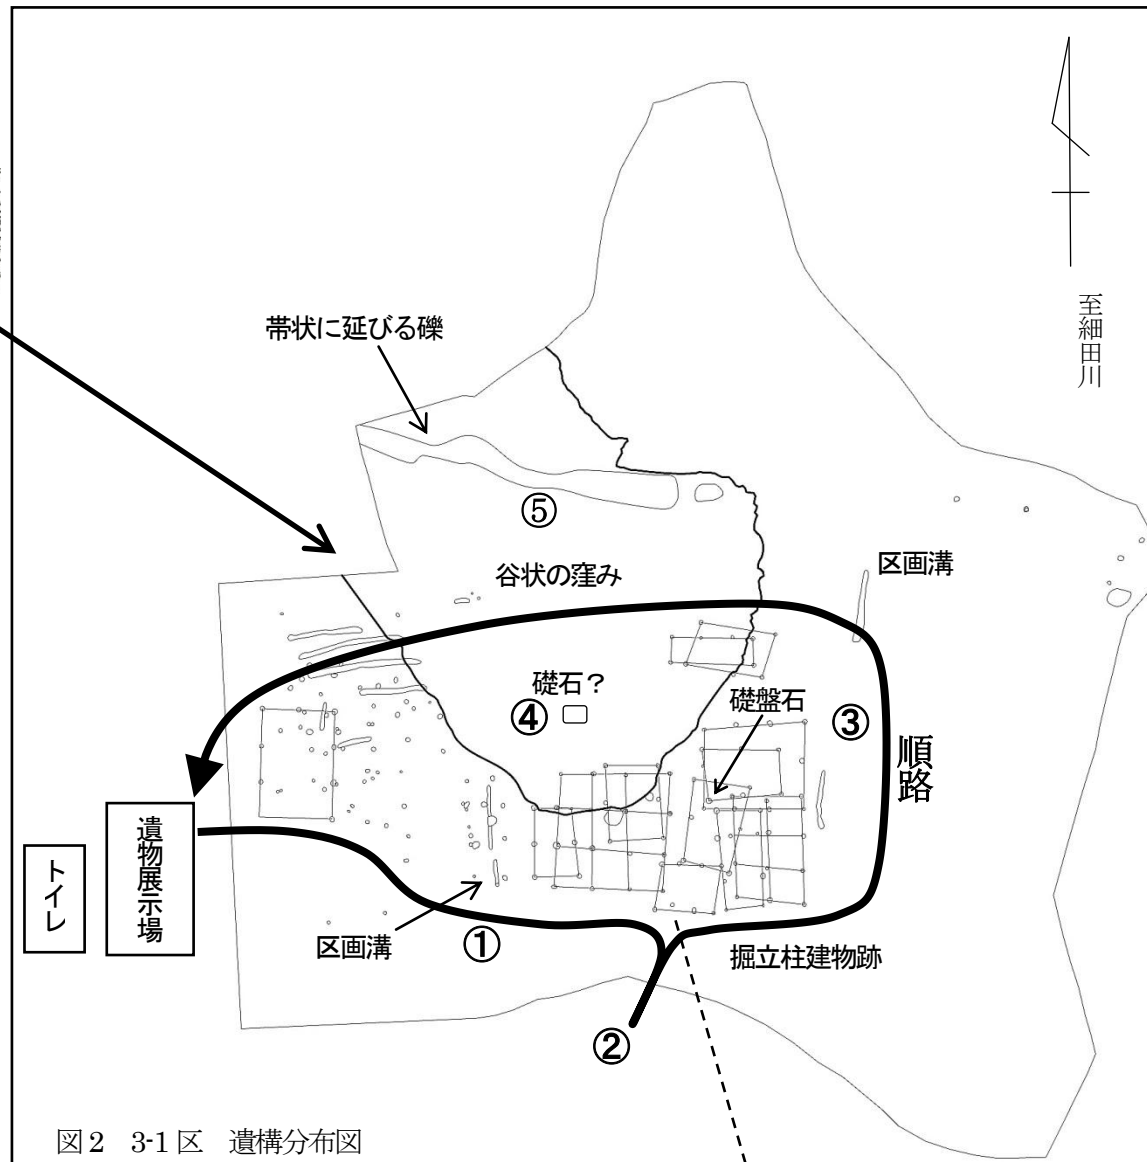 帯状に延びる礫
至細田川
⑤
谷状の窪み
区画溝
礎石？
④
礎盤石
③
順路
遺物展示場
トイレ
区画溝
①
掘立柱建物跡
②
図2 3-1区 遺構分布図